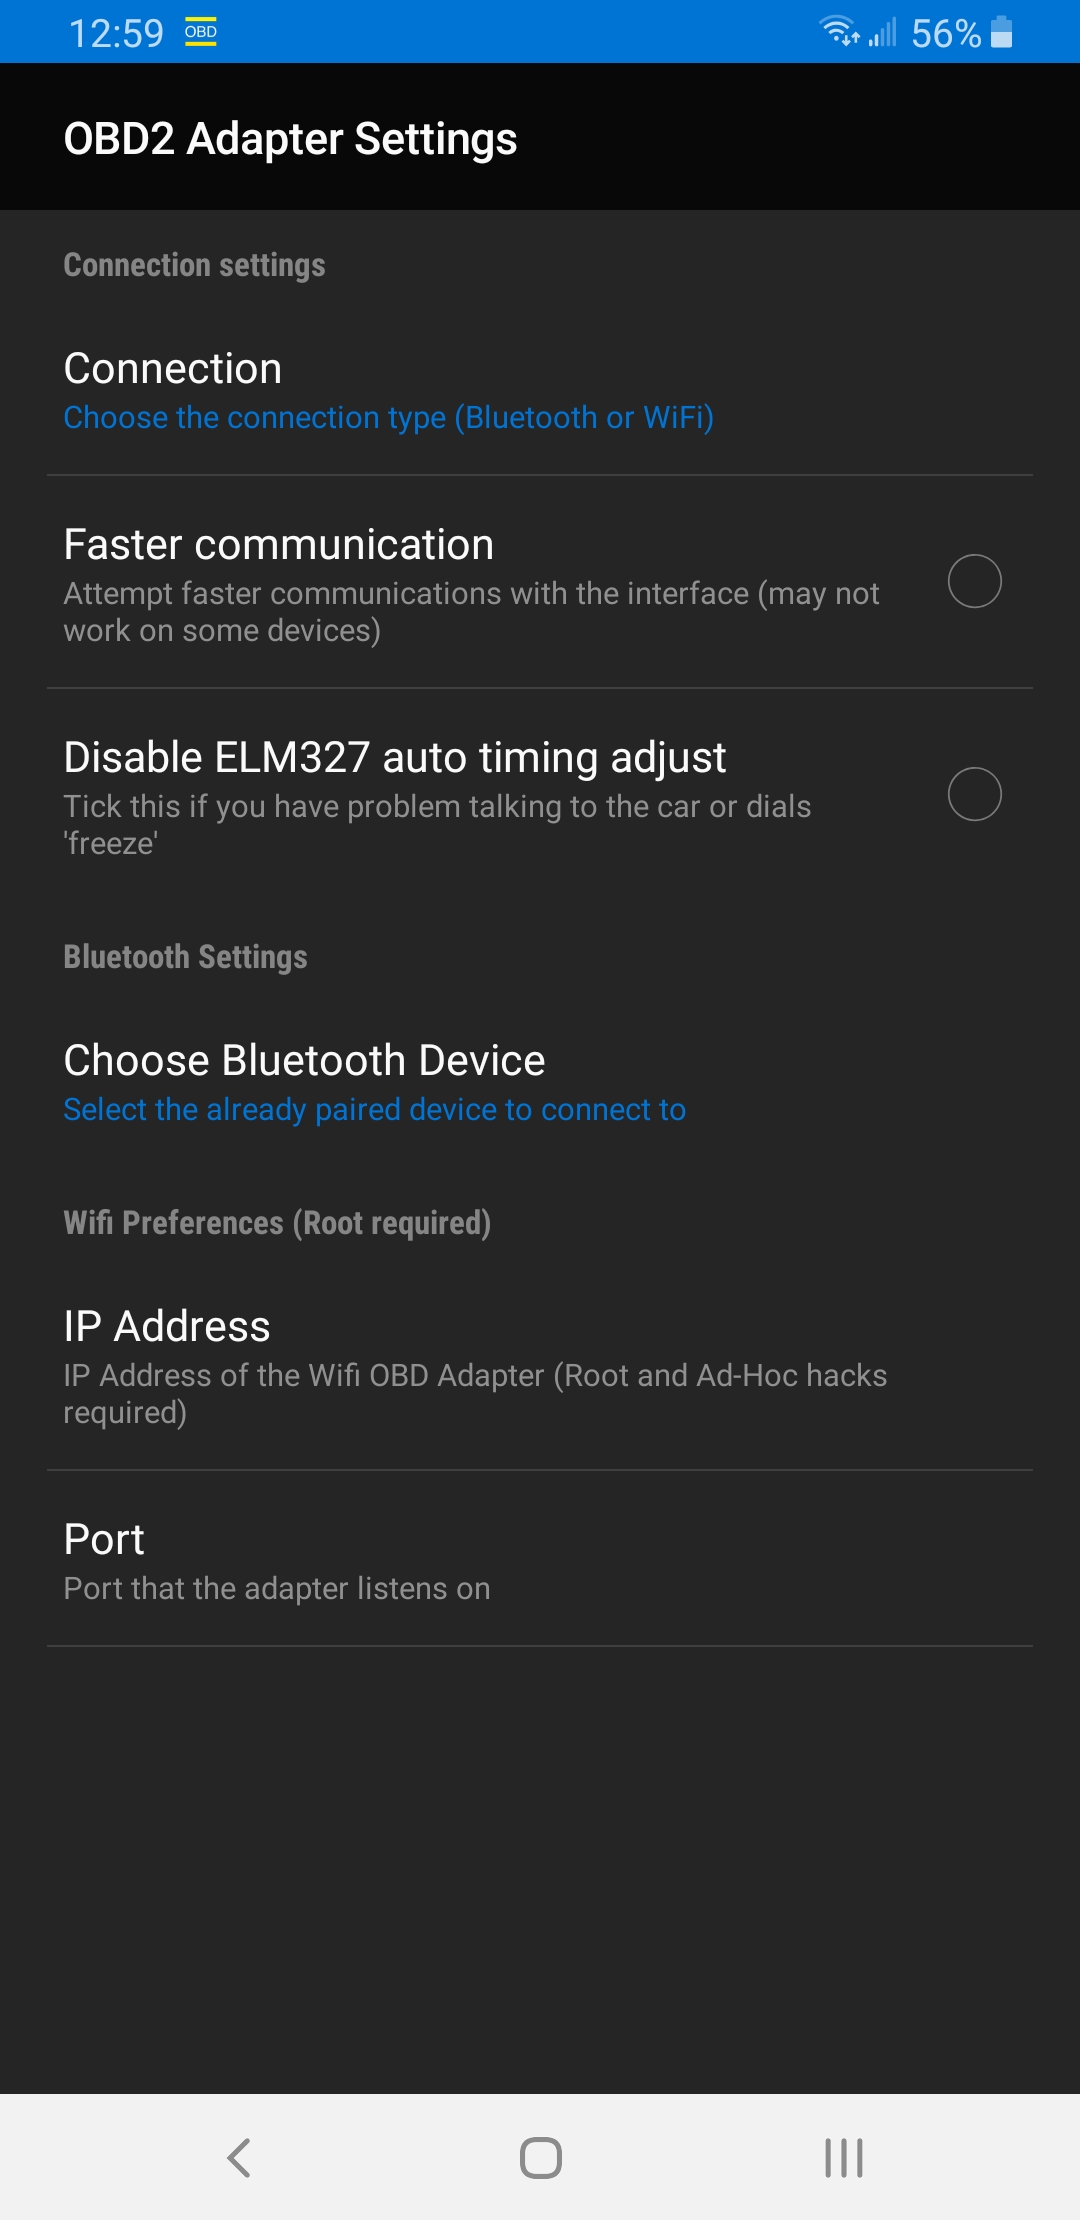 12:59 OBD 56%
OBD2 Adapter Settings
Connection settings
Connection
Choose the connection type (Bluetooth or WiFi)
Faster communication
Attempt faster communications with the interface (may not
work on some devices)
Disable ELM327 auto timing adjust
Tick this if you have problem talking to the car or dials
'freeze'
Bluetooth Settings
Choose Bluetooth Device
Select the already paired device to connect to
Wifi Preferences (Root required)
IP Address
IP Address of the Wifi OBD Adapter (Root and Ad-Hoc hacks
required)
Port
Port that the adapter listens on